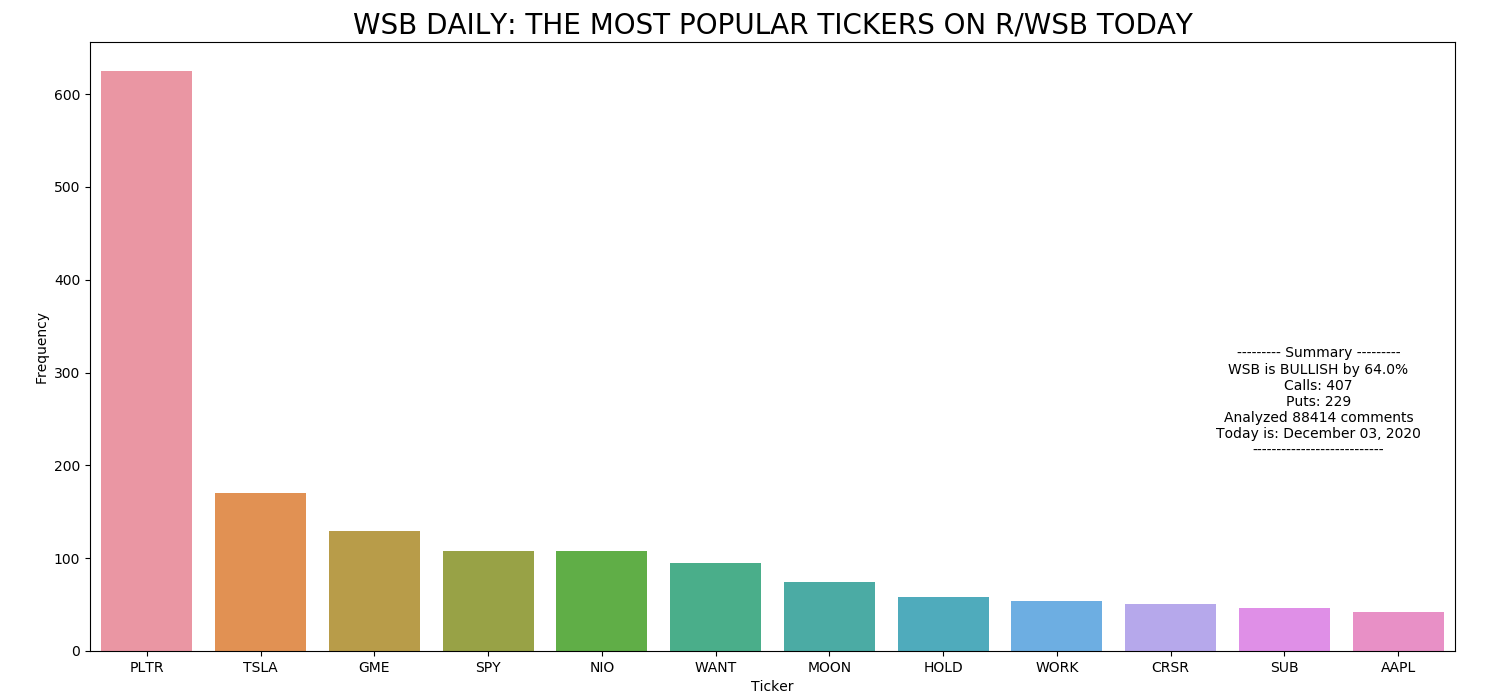 WSB DAILY: THE MOST POPULAR TICKERS ON R/WSB TODAY
600
500
400
300
200
100
0
Frequency
--------- Summary ---------
WSB is BULLISH by 64.0%
Calls: 407
Puts: 229
Analyzed 88414 comments
Today is: December 03, 2020
---------------------------
PLTR TSLA GME SPY NIO WANT MOON HOLD WORK CRSR SUB AAPL
Ticker